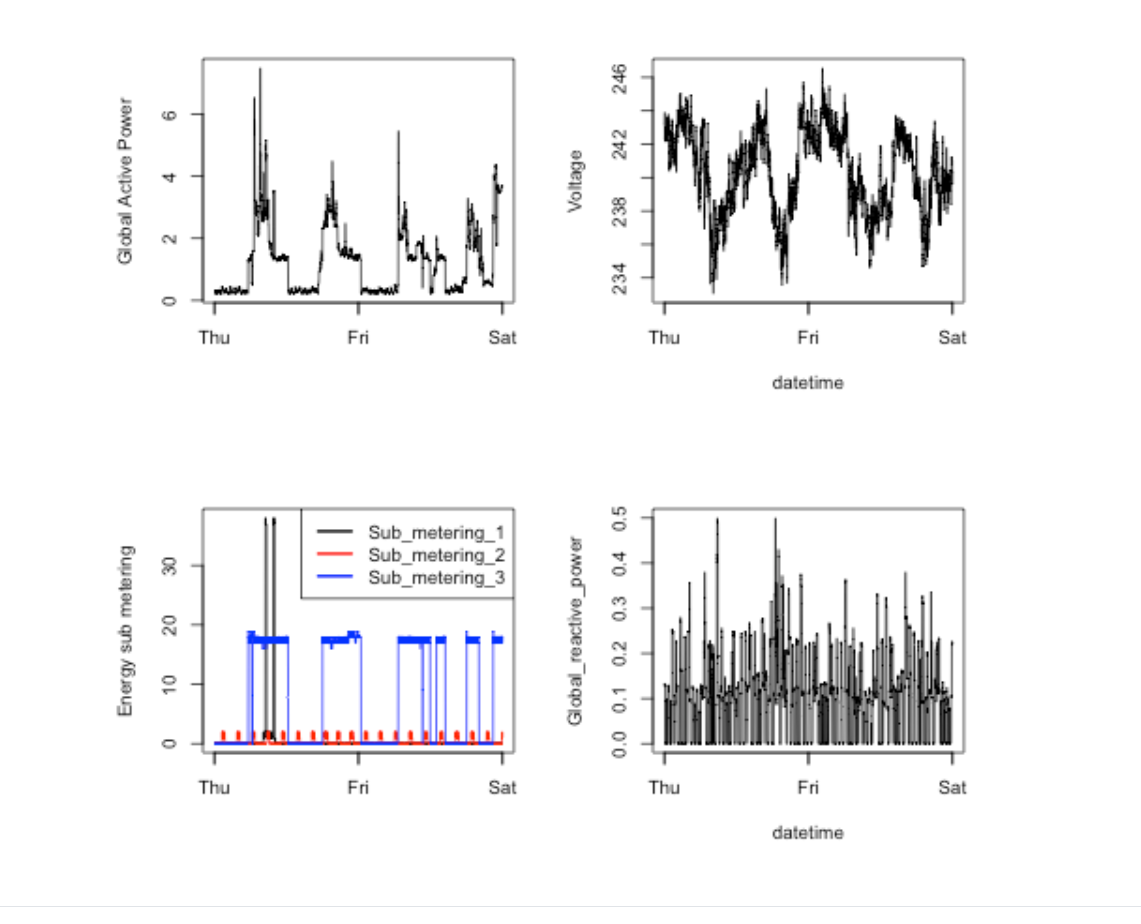 Global Active Power
0
2
4
6
Thu
Fri
Sat
Voltage
234
238
242
246
Thu
Fri
Sat
datetime
Energy sub metering
0
10
20
30
Sub_metering_1
Sub_metering_2
Sub_metering_3
Thu
Fri
Sat
Global_reactive_power
0.0
0.1
0.2
0.3
0.4
0.5
Thu
Fri
Sat
datetime